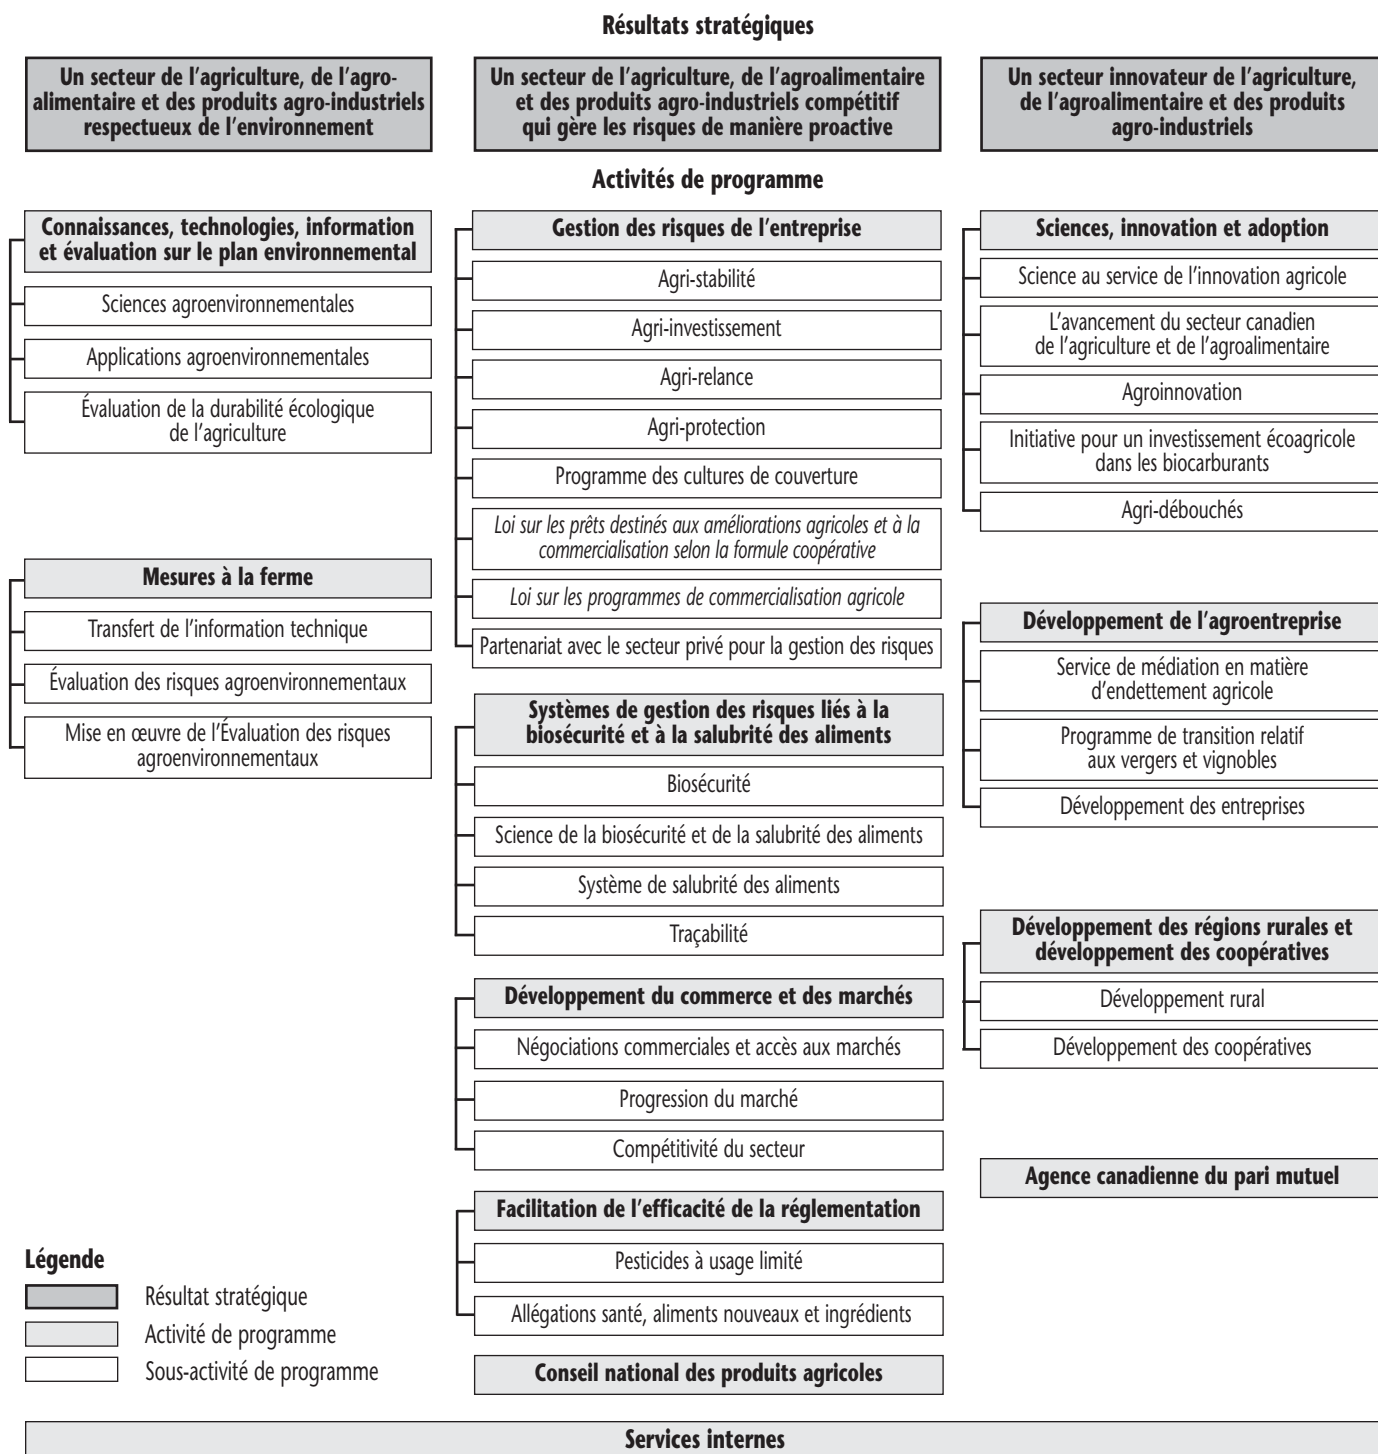 Résultats stratégiques
Un secteur de l'agriculture, de l'agro-
alimentaire et des produits agro-industriels
respectueux de l'environnement
Un secteur de l'agriculture, de l'agroalimentaire
et des produits agro-industriels compétitif
qui gère les risques de manière proactive
Un secteur innovateur de l'agriculture,
de l'agroalimentaire et des produits
agro-industriels
Activités de programme
Connaissances, technologies, information
et évaluation sur le plan environnemental
Sciences agroenvironnementales
Applications agroenvironnementales
Évaluation de la durabilité écologique
de l'agriculture
Mesures à la ferme
Transfert de l'information technique
Évaluation des risques agroenvironnementaux
Mise en œuvre de l'Évaluation des risques
agroenvironnementaux
Gestion des risques de l'entreprise
Agri-stabilité
Agri-investissement
Agri-relance
Agri-protection
Programme des cultures de couverture
Loi sur les prêts destinés aux améliorations agricoles et à la
commercialisation selon la formule coopérative
Loi sur les programmes de commercialisation agricole
Partenariat avec le secteur privé pour la gestion des risques
Systèmes de gestion des risques liés à la
biosécurité et à la salubrité des aliments
Biosécurité
Science de la biosécurité et de la salubrité des aliments
Système de salubrité des aliments
Traçabilité
Développement du commerce et des marchés
Négociations commerciales et accès aux marchés
Progression du marché
Compétitivité du secteur
Facilitation de l'efficacité de la réglementation
Pesticides à usage limité
Allégations santé, aliments nouveaux et ingrédients
Conseil national des produits agricoles
Sciences, innovation et adoption
Science au service de l'innovation agricole
L'avancement du secteur canadien
de l'agriculture et de l'agroalimentaire
Agroinnovation
Initiative pour un investissement écoagricole
dans les biocarburants
Agri-débouchés
Développement de l'agroentreprise
Service de médiation en matière
d'endettement agricole
Programme de transition relatif
aux vergers et vignobles
Développement des entreprises
Développement des régions rurales et
développement des coopératives
Développement rural
Développement des coopératives
Agence canadienne du pari mutuel
Légende
Résultat stratégique
Activité de programme
Sous-activité de programme
Services internes